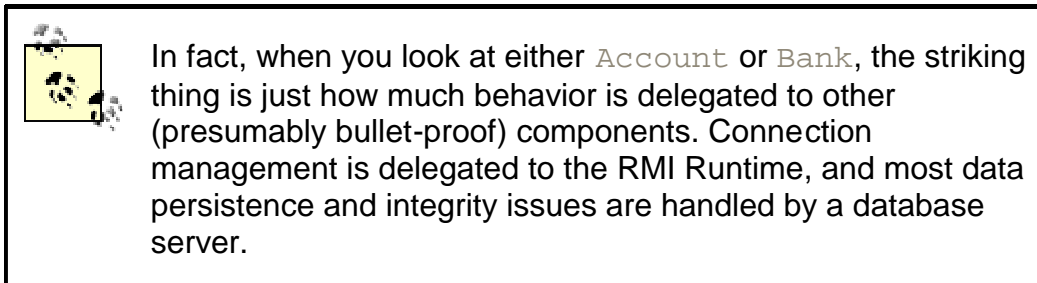 In fact, when you look at either Account or Bank, the striking
thing is just how much behavior is delegated to other
(presumably bullet-proof) components. Connection
management is delegated to the RMI Runtime, and most data
persistence and integrity issues are handled by a database
server.